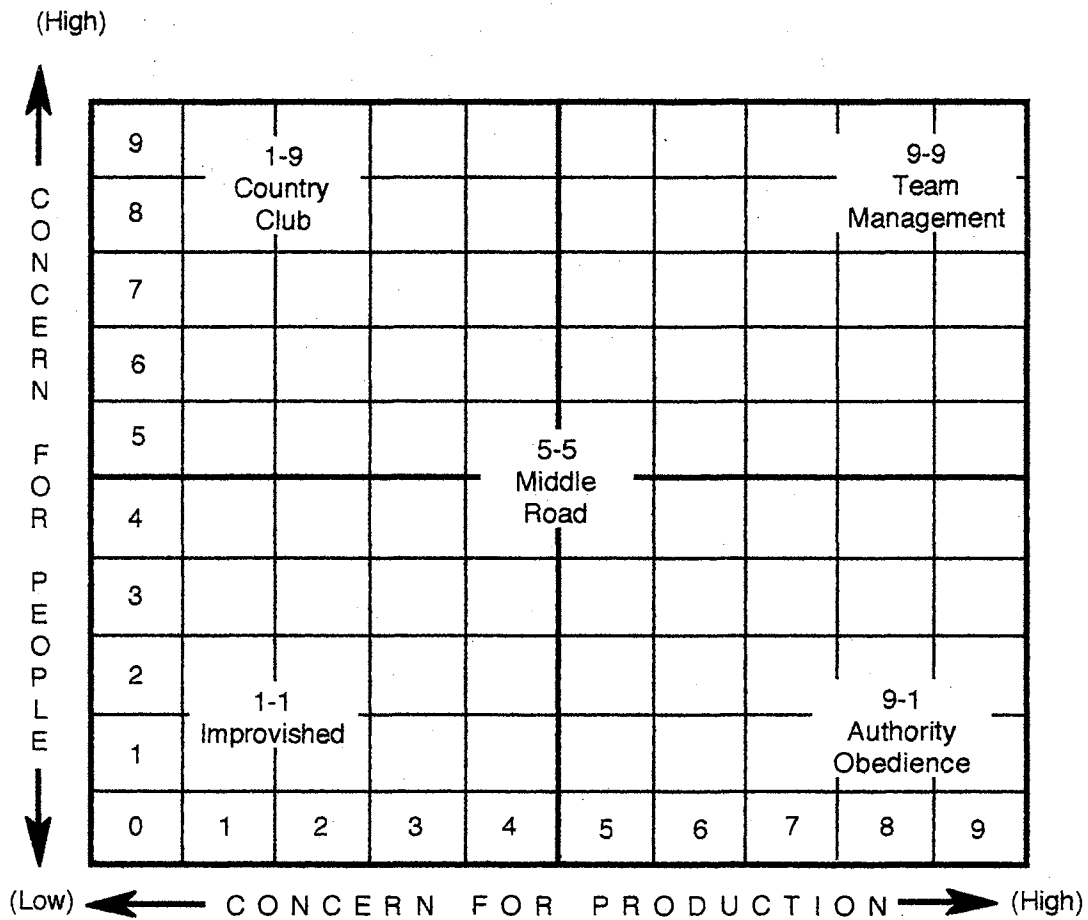 (High)
CONCERN FOR PEOPLE
9
1-9
Country
Club
9-9
Team
Management
8
7
6
5
5-5
Middle
Road
4
3
2
1-1
Improvished
9-1
Authority
Obedience
1
0 1 2 3 4 5 6 7 8 9
(Low) CONCERN FOR PRODUCTION (High)